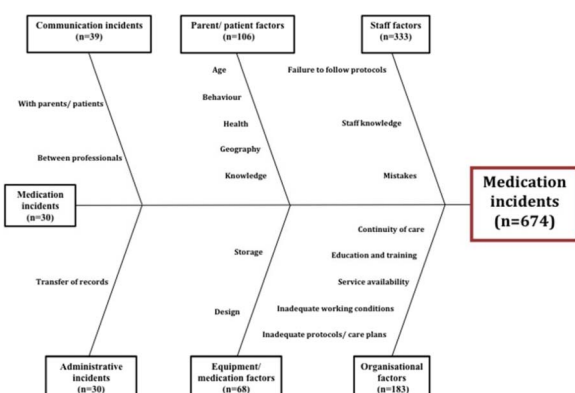 Communication incidents
(n=39)
Parent/ patient factors
(n=106)
Staff factors
(n=333)
Age
Behaviour
Health
Geography
Knowledge
Failure to follow protocols
Staff knowledge
Mistakes
With parents/ patients
Between professionals
Medication
incidents
(n=30)
Medication
incidents
(n=674)
Transfer of records
Storage
Design
Continuity of care
Education and training
Service availability
Inadequate working conditions
Inadequate protocols/ care plans
Administrative
incidents
(n=30)
Equipment/
medication factors
(n=68)
Organisational
factors
(n=183)